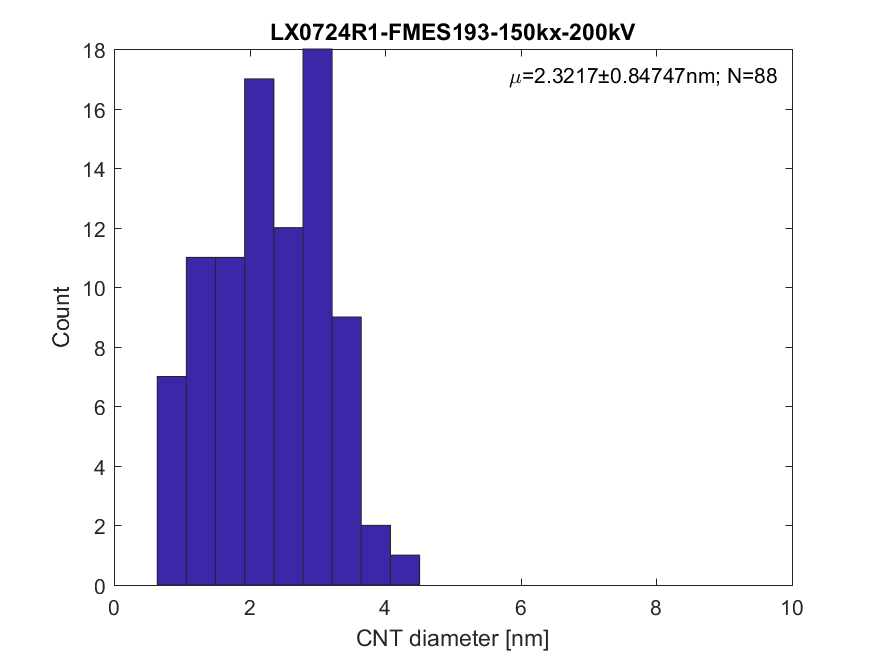 LX0724R1-FMES193-150kx-200kV
μ=2.3217±0.84747nm; N=88
18
16
14
12
10
8
6
4
2
0
Count
0 2 4 6 8 10
CNT diameter [nm]